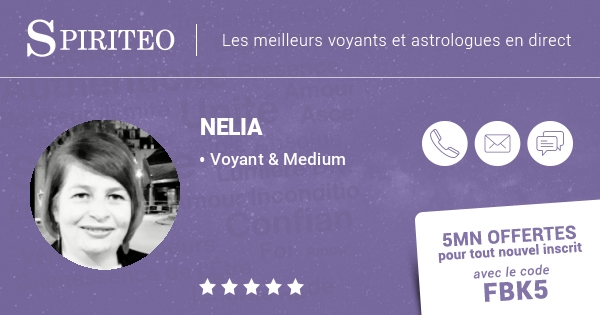 SPIRITEO
Les meilleurs voyants et astrologues en direct
NELIA
• Voyant & Medium
5MN OFFERTES
pour tout nouvel inscrit
avec le code
FBK5